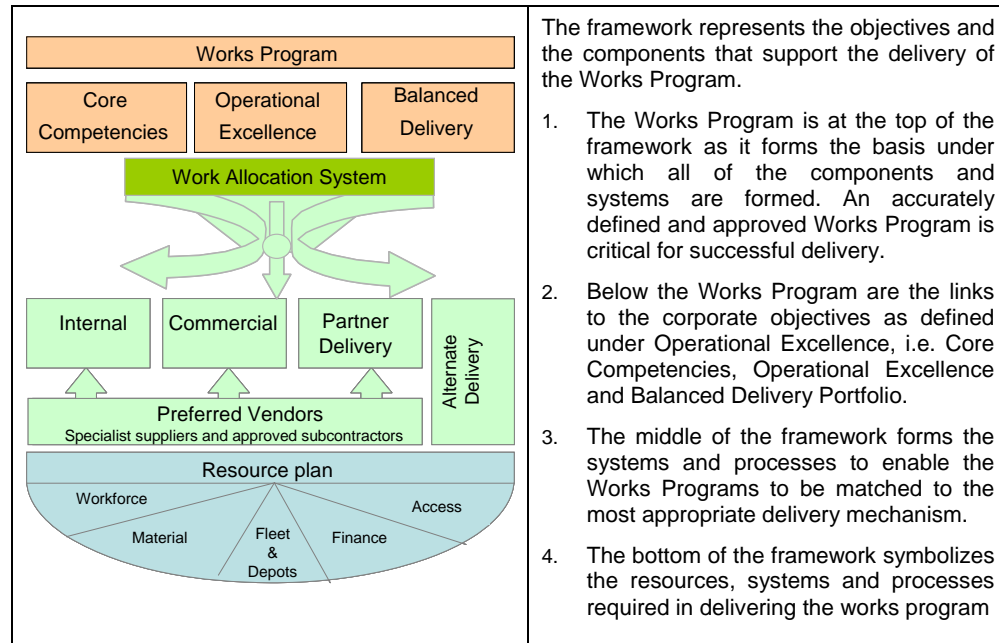 Works Program
Core
Competencies
Operational
Excellence
Balanced
Delivery
Work Allocation System
Internal
Commercial
Partner
Delivery
Alternate
Delivery
Preferred Vendors
Specialist suppliers and approved subcontractors
Resource plan
Workforce
Material
Fleet
&
Depots
Finance
Access
The framework represents the objectives and
the components that support the delivery of
the Works Program.
1. The Works Program is at the top of the
framework as it forms the basis under
which all of the components and
systems are formed. An accurately
defined and approved Works Program is
critical for successful delivery.
2. Below the Works Program are the links
to the corporate objectives as defined
under Operational Excellence, i.e. Core
Competencies, Operational Excellence
and Balanced Delivery Portfolio.
3. The middle of the framework forms the
systems and processes to enable the
Works Programs to be matched to the
most appropriate delivery mechanism.
4. The bottom of the framework symbolizes
the resources, systems and processes
required in delivering the works program